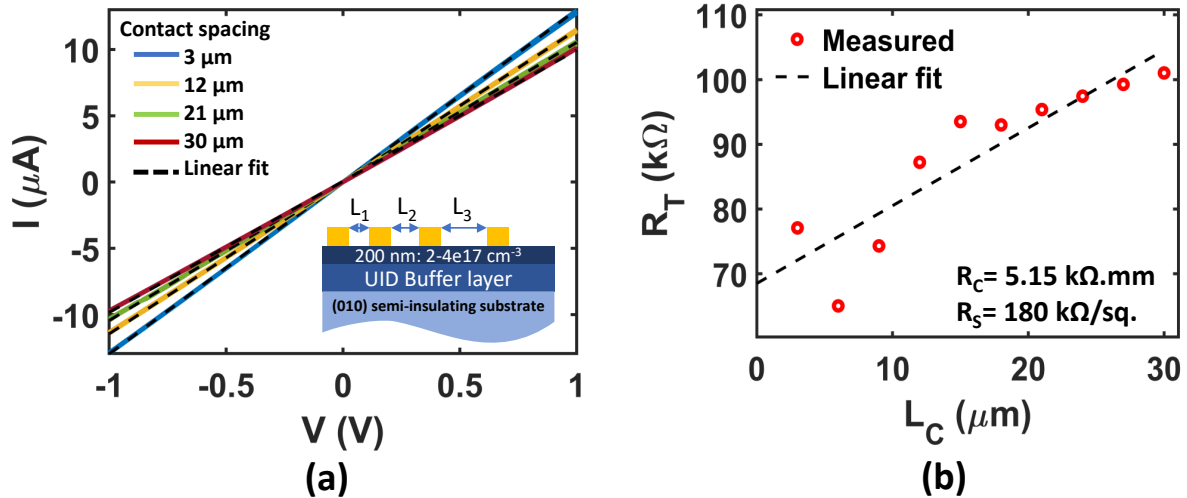 Contact spacing
3 μm
12 μm
21 μm
30 μm
Linear fit
10
5
0
-5
-10
I (μA)
L1 L2 L3
200 nm: 2-4e17 cm-3
UID Buffer layer
(010) semi-insulating substrate
-1 -0.5 0 0.5 1
V (V)
(a)
Measured
Linear fit
110
100
90
80
70
RT (kΩ)
RC= 5.15 kΩ.mm
RS= 180 kΩ/sq.
0 10 20 30
LC (μm)
(b)